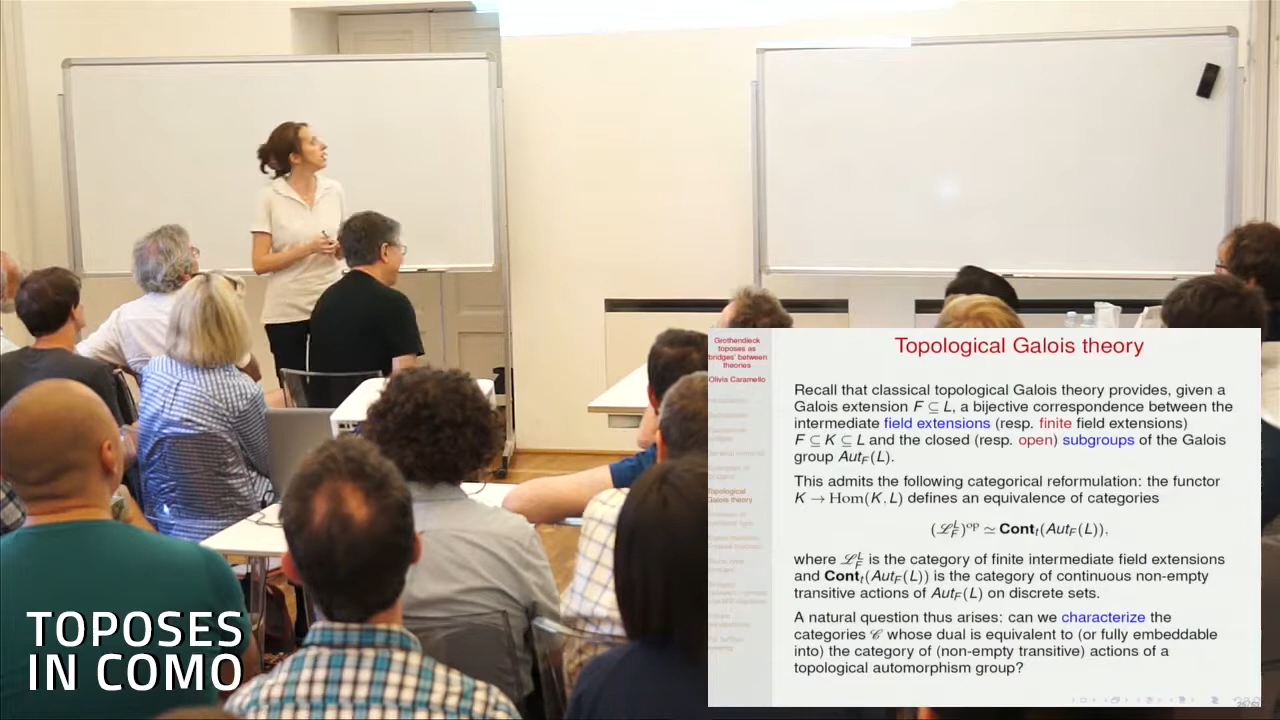 TOPOSES
IN COMO
Grothendieck
toposes as
'bridges' between
theories
Olivia Caramello
Topological
Galois theory
Topological Galois theory
Recall that classical topological Galois theory provides, given a
Galois extension F ⊆ L, a bijective correspondence between the
intermediate field extensions (resp. finite field extensions)
F ⊆ K ⊆ L and the closed (resp. open) subgroups of the Galois
group Aut_F(L).
This admits the following categorical reformulation: the functor
K → Hom(K, L) defines an equivalence of categories
(ℒ_F^L)^op ≃ Cont_t(Aut_F(L)),
where ℒ_F^L is the category of finite intermediate field extensions
and Cont_t(Aut_F(L)) is the category of continuous non-empty
transitive actions of Aut_F(L) on discrete sets.
A natural question thus arises: can we characterize the
categories 𝒞 whose dual is equivalent to (or fully embeddable
into) the category of (non-empty transitive) actions of a
topological automorphism group?